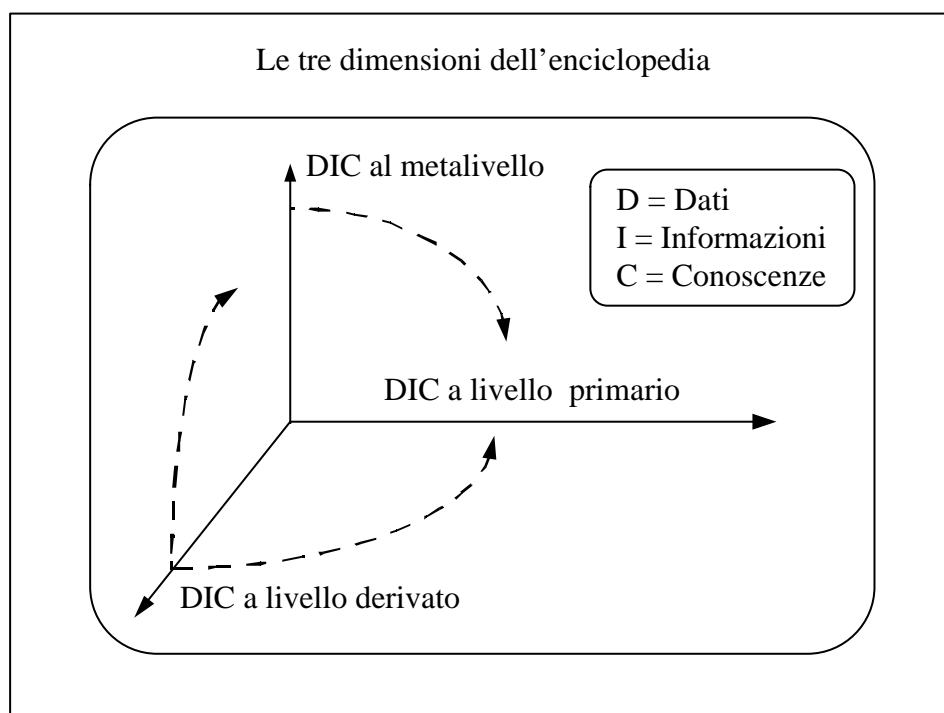 Le tre dimensioni dell'enciclopedia
DIC al metalivello
D = Dati
I = Informazioni
C = Conoscenze
DIC a livello primario
DIC a livello derivato